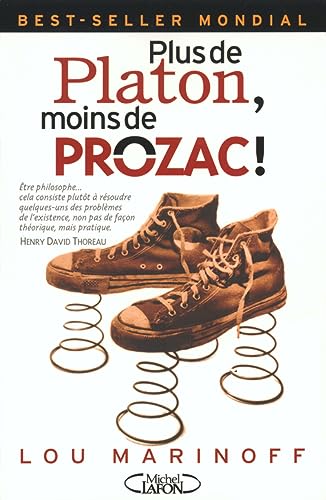 BEST-SELLER MONDIAL
Plus de
Platon,
moins de
PROZAC!
Être philosophe...
cela consiste plutôt à résoudre
quelques-uns des problèmes
de l'existence, non pas de façon
théorique, mais pratique.
HENRY DAVID THOREAU
LOU MARINOFF
Michel
LAFON